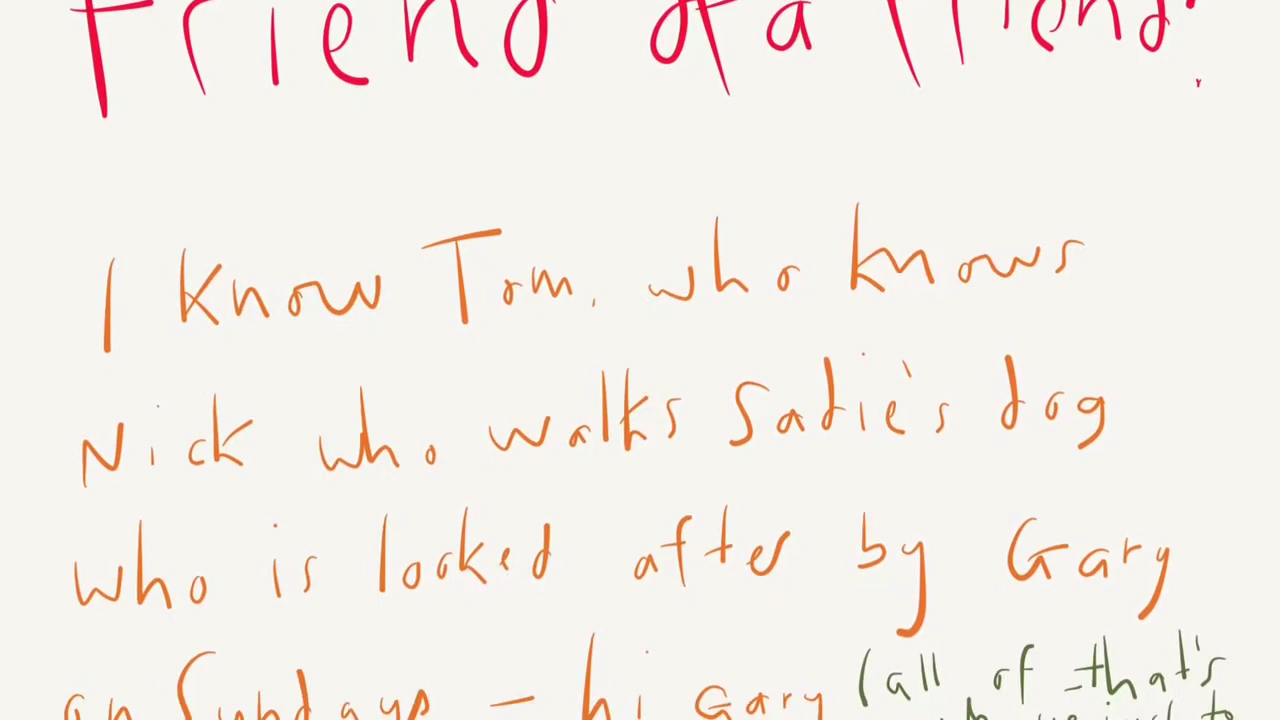 Friend of a friend.
I know Tom, who knows
Nick who walks Sadie's dog
who is looked after by Gary
on Sundays - hi Gary (all of that's
to